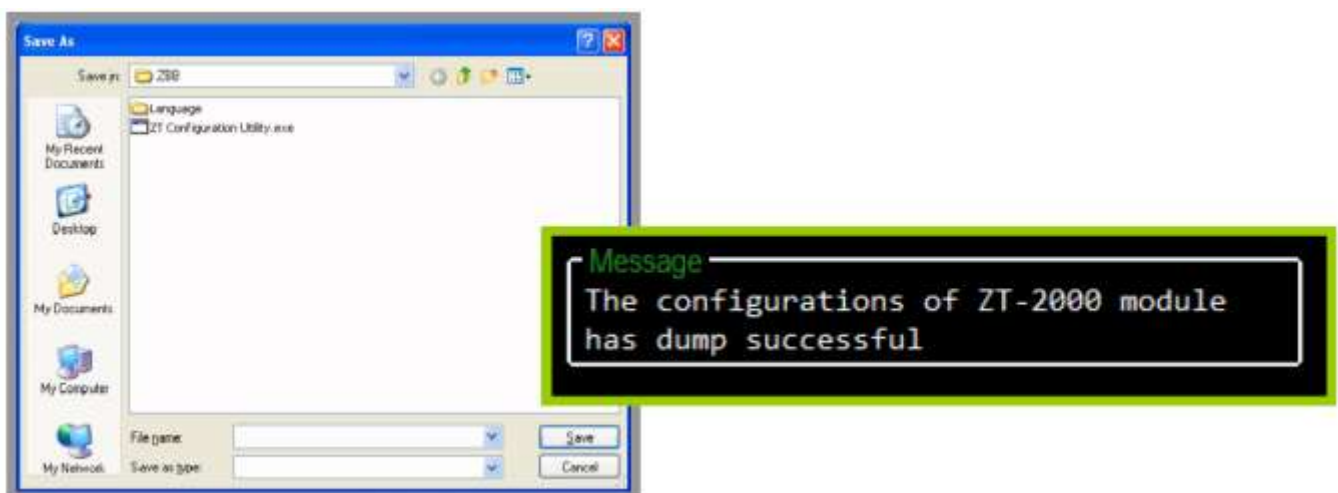 Save As
Save in:
ZBB
Language
ZT Configuration Utility.exe
My Recent
Documents
Desktop
My Documents
My Computer
My Network
File name:
Save as type:
Save
Cancel
Message
The configurations of ZT-2000 module
has dump successful